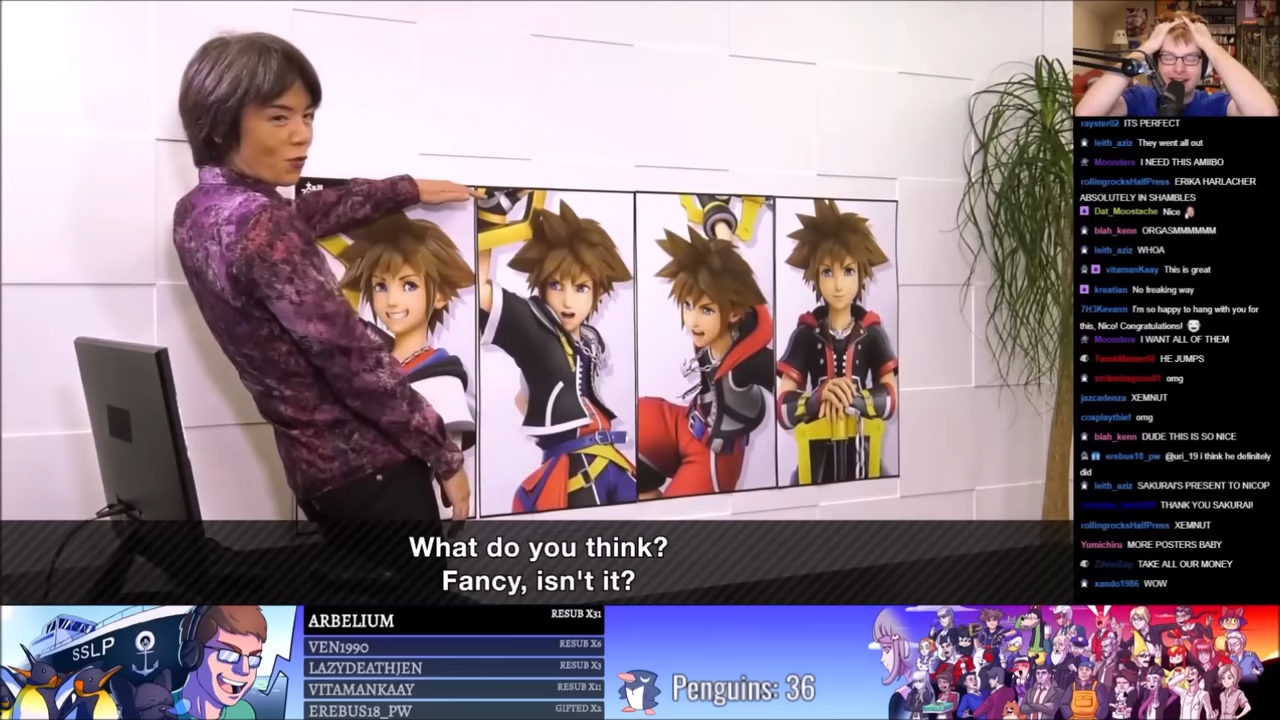 rayster02 ITS PERFECT
leith_aziz They went all out
Moondere I NEED THIS AMIIBO
rollingrocksHalfPress ERIKA HARLACHER
ABSOLUTELY IN SHAMBLES
Dat_Moostache Nice
blah_kenn ORGASMMMMMM
leith_aziz WHOA
vitamanKaay This is great
kreatian No freaking way
7H3Kevann I'm so happy to hang with you for
this, Nico! Congratulations!
Moondere I WANT ALL OF THEM
HE JUMPS
omg
jazcadenza XEMNUT
cosplaythief omg
blah_kenn DUDE THIS IS SO NICE
erebus18_pw @uri_19 i think he definitely
did
leith_aziz SAKURAI'S PRESENT TO NICOP
THANK YOU SAKURAI!
rollingrocksHalfPress XEMNUT
Yumichiru MORE POSTERS BABY
TAKE ALL OUR MONEY
xando1986 WOW
What do you think?
Fancy, isn't it?
SSLP
ARBELIUM RESUB X31
VEN1990 RESUB X6
LAZYDEATHJEN RESUB X3
VITAMANKAAY RESUB X11
EREBUS18_PW GIFTED X2
Penguins: 36